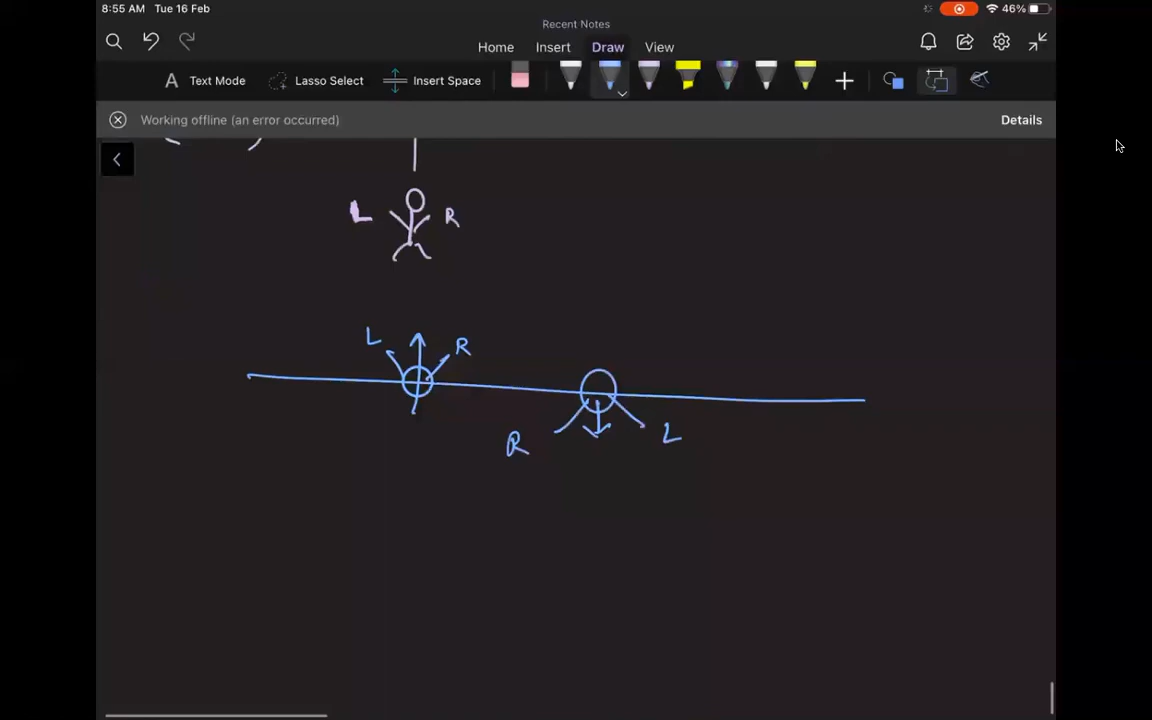 8:55 AM Tue 16 Feb
46%
Recent Notes
Home Insert Draw View
Text Mode Lasso Select Insert Space
Working offline (an error occurred) Details
L R
L R
R L